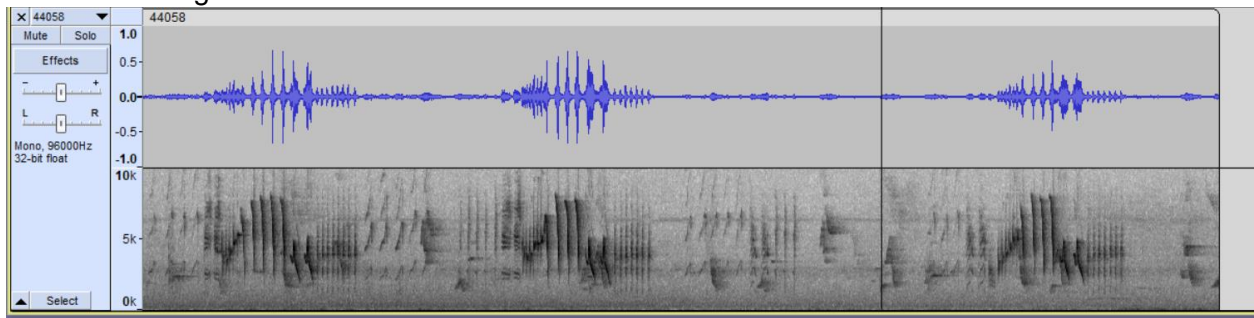 44058 44058
Mute Solo 1.0
Effects 0.5-
- + 0.0-
L R -0.5-
Mono, 96000Hz
32-bit float -1.0
10k
5k-
Select 0k